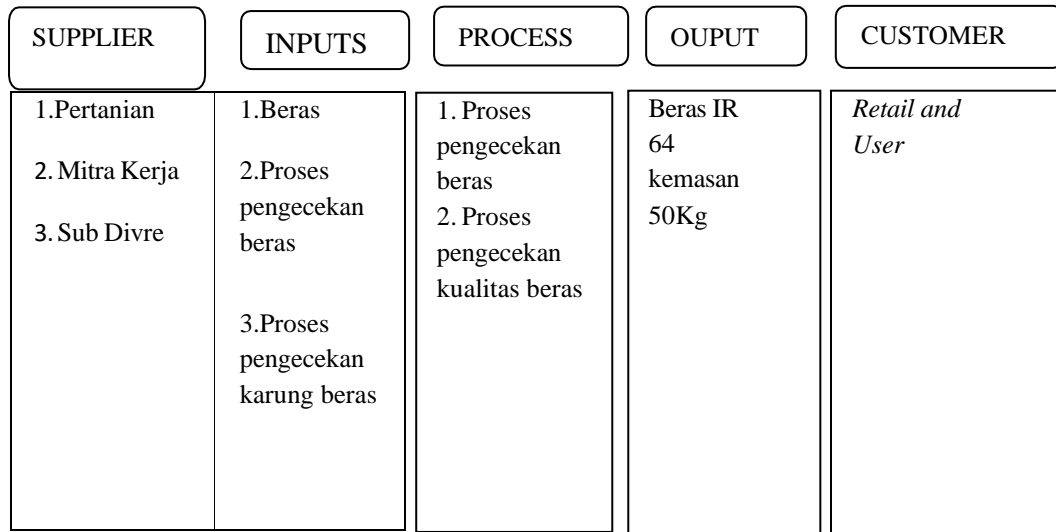 SUPPLIER
INPUTS
PROCESS
OUPUT
CUSTOMER
1.Pertanian
2. Mitra Kerja
3. Sub Divre
1.Beras
2.Proses
pengecekan
beras
3.Proses
pengecekan
karung beras
1. Proses
pengecekan
beras
2. Proses
pengecekan
kualitas beras
Beras IR
64
kemasan
50Kg
Retail and
User